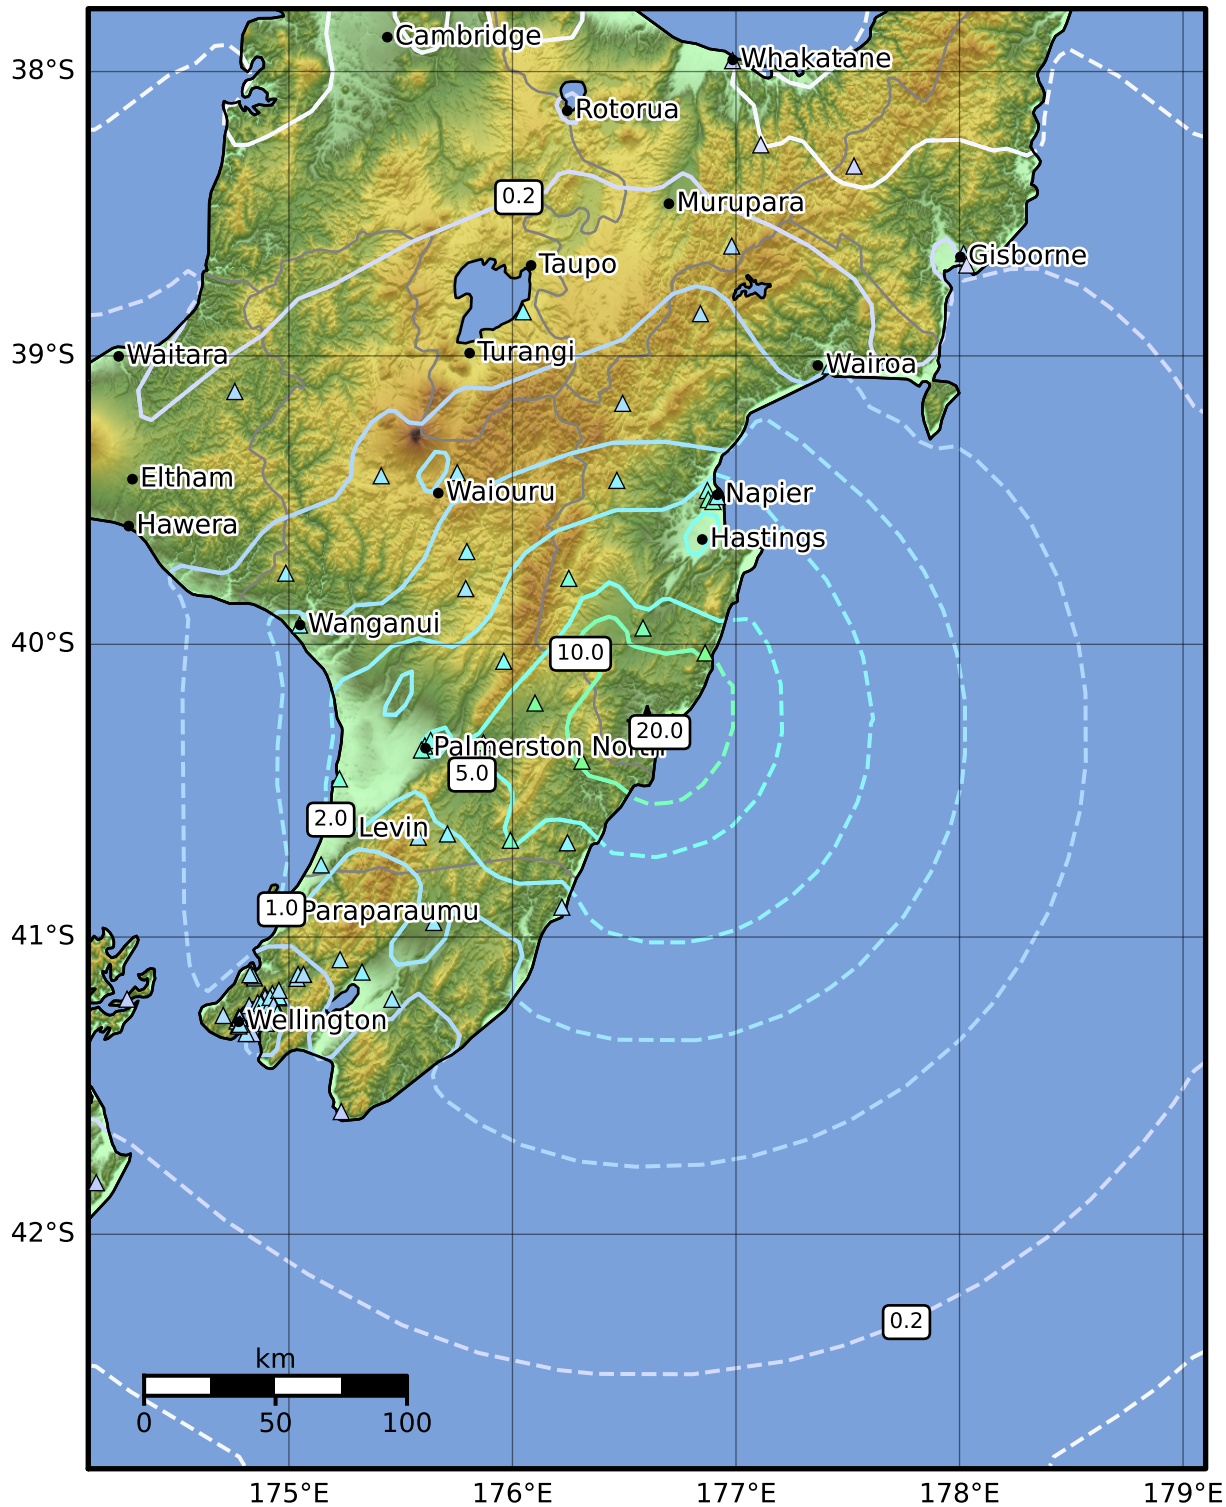 Cambridge
Whakatane
38°S
Rotorua
0.2
Murupara
Gisborne
Taupo
Turangi
39°S
Waitara
Wairoa
Eltham
Waiouru
Napier
Hawera
Hastings
Wanganui
40°S
10.0
20.0
Palmerston North
5.0
2.0
Levin
1.0
Paraparaumu
41°S
Wellington
42°S
0.2
km
0
50
100
175°E
176°E
177°E
178°E
179°E